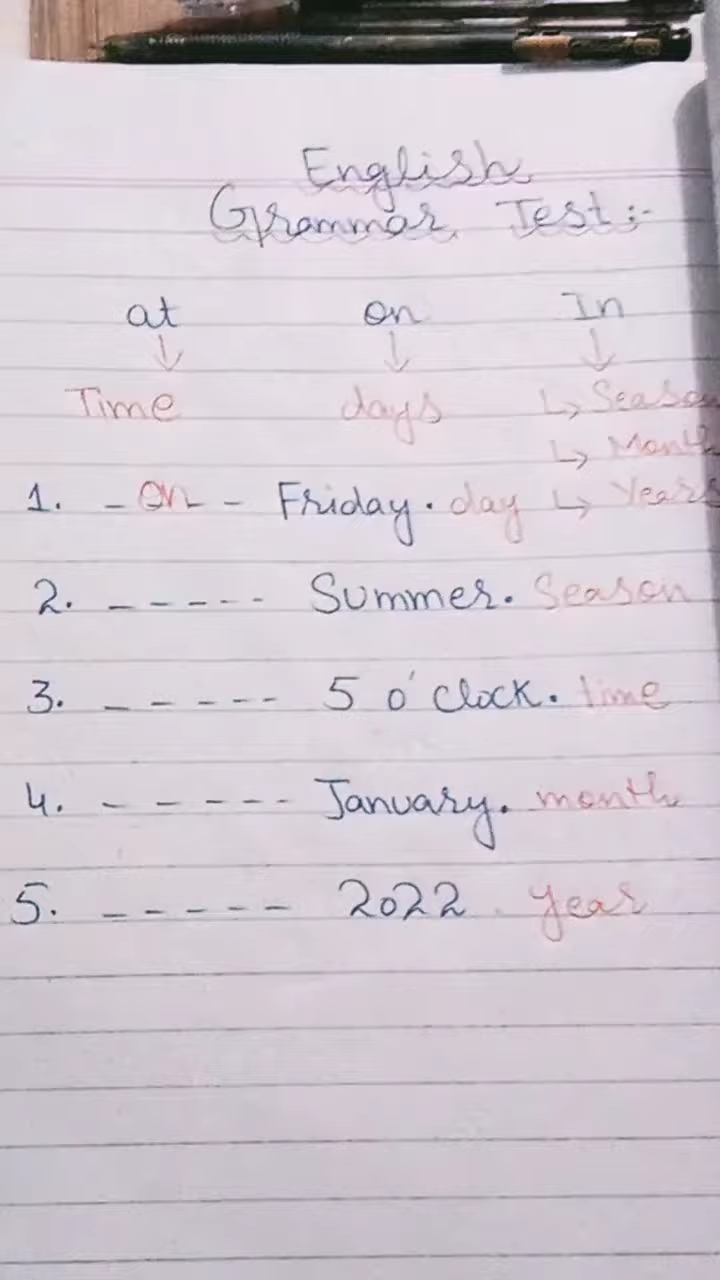 English
Grammar Test:-
at on In
Time days ↳ Season
↳ Month
1. - on - Friday. day ↳ Years
2. ----- Summer. Season
3. ----- 5 o'clock. time
4. ----- January. month
5. ----- 2022. year